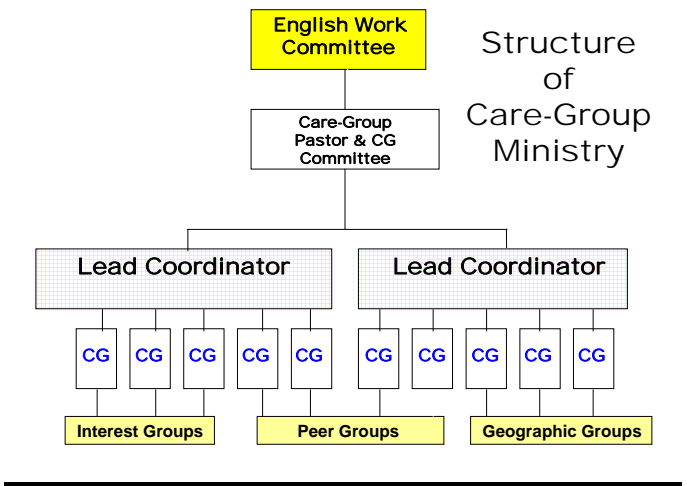 English Work
Committee
Structure
of
Care-Group
Ministry
Care-Group
Pastor & CG
Committee
Lead Coordinator
Lead Coordinator
CG
CG
CG
CG
CG
CG
CG
CG
CG
CG
Interest Groups
Peer Groups
Geographic Groups